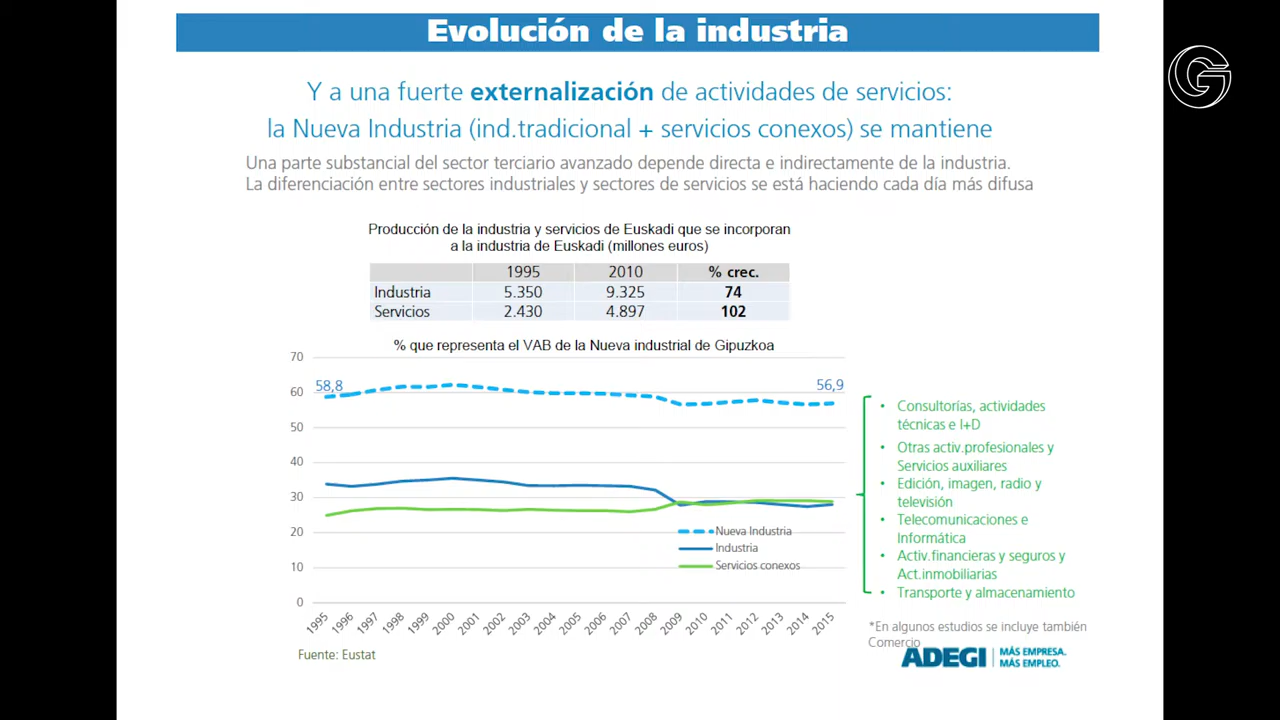 Evolución de la industria
G
Y a una fuerte externalización de actividades de servicios:
la Nueva Industria (ind.tradicional + servicios conexos) se mantiene
Una parte substancial del sector terciario avanzado depende directa e indirectamente de la industria.
La diferenciación entre sectores industriales y sectores de servicios se está haciendo cada día más difusa
Producción de la industria y servicios de Euskadi que se incorporan
a la industria de Euskadi (millones euros)
1995 2010 % crec.
Industria 5.350 9.325 74
Servicios 2.430 4.897 102
% que representa el VAB de la Nueva industrial de Gipuzkoa
70
60
50
40
30
20
10
0
58,8
56,9
Nueva Industria
Industria
Servicios conexos
1995 1996 1997 1998 1999 2000 2001 2002 2003 2004 2005 2006 2007 2008 2009 2010 2011 2012 2013 2014 2015
Fuente: Eustat
• Consultorías, actividades
técnicas e I+D
• Otras activ.profesionales y
Servicios auxiliares
• Edición, imagen, radio y
televisión
• Telecomunicaciones e
Informática
• Activ.financieras y seguros y
Act.inmobiliarias
• Transporte y almacenamiento
*En algunos estudios se incluye también
Comercio
ADEGI
MÁS EMPRESA.
MÁS EMPLEO.